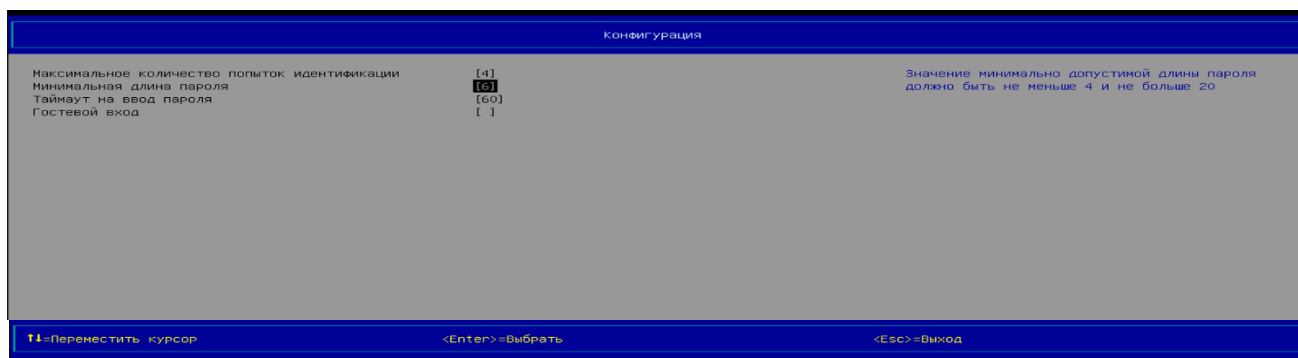 Конфигурация
Максимальное количество попыток идентификации [4]
Минимальная длина пароля [6]
Таймаут на ввод пароля [60]
Гостевой вход [ ]
Значение минимально допустимой длины пароля
должно быть не меньше 4 и не больше 20
↑↓=Переместить курсор <Enter>=Выбрать <Esc>=Выход